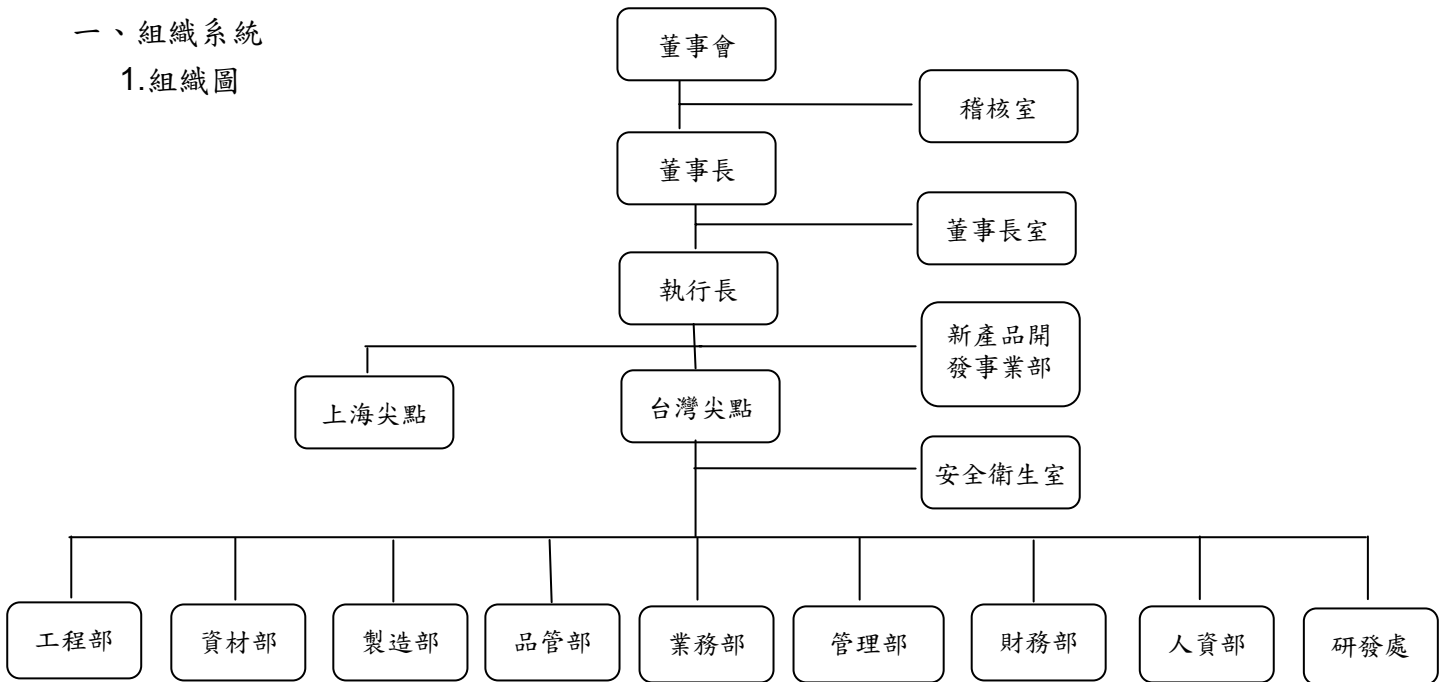 一、組織系統
1.組織圖
董事會
稽核室
董事長
董事長室
執行長
新產品開
發事業部
上海尖點
台灣尖點
安全衛生室
工程部
資材部
製造部
品管部
業務部
管理部
財務部
人資部
研發處